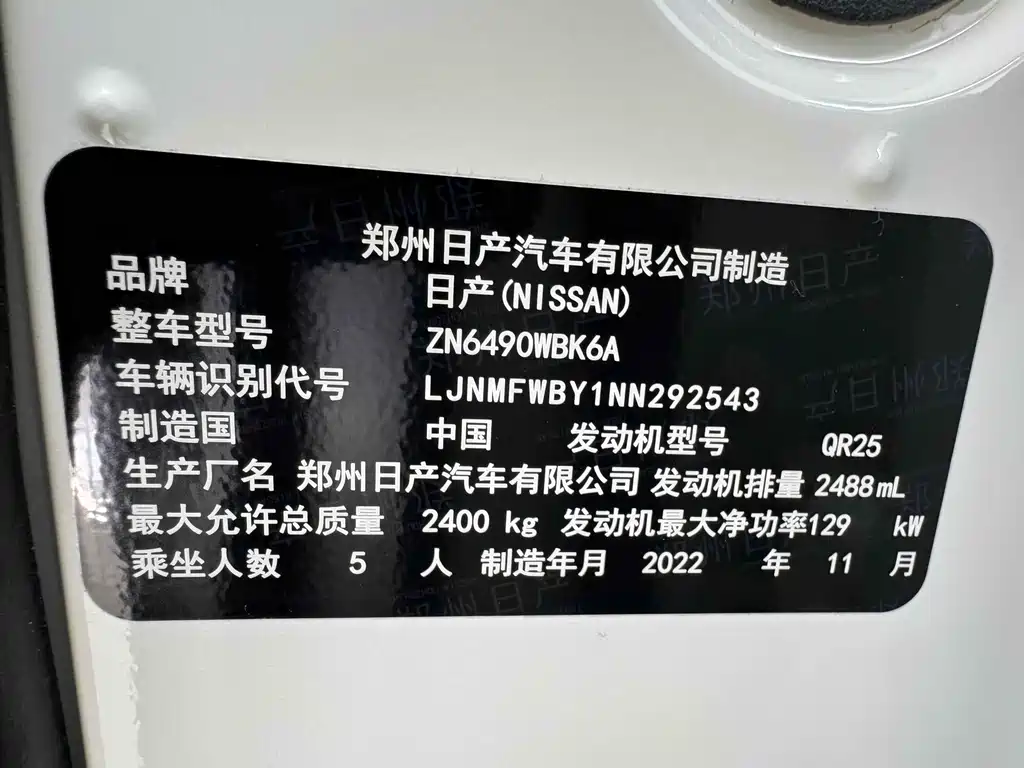 郑州日产汽车有限公司制造
品牌 日产(NISSAN)
整车型号 ZN6490WBK6A
车辆识别代号 LJNMFWBY1NN292543
制造国 中国 发动机型号 QR25
生产厂名 郑州日产汽车有限公司 发动机排量 2488mL
最大允许总质量 2400 kg 发动机最大净功率129 kW
乘坐人数 5 人 制造年月 2022 年 11 月